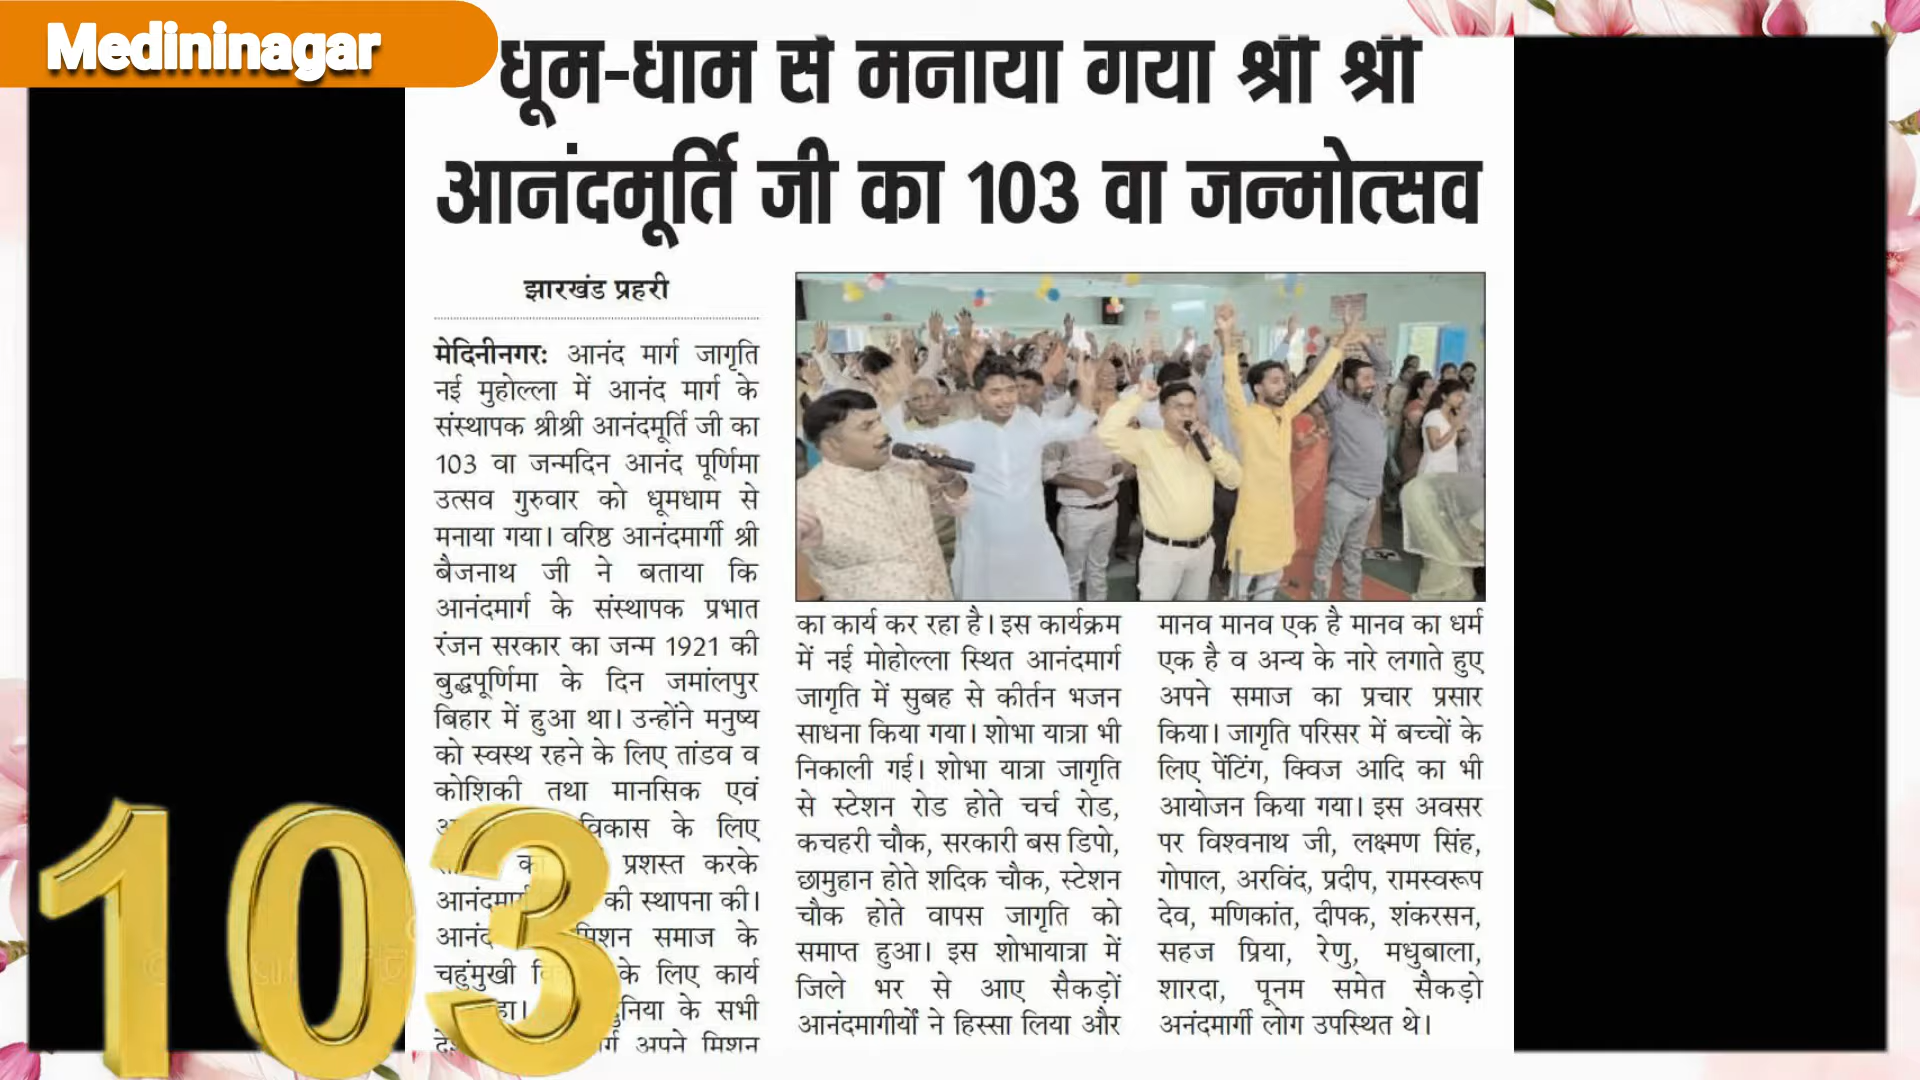 Medininagar
धूम-धाम से मनाया गया श्री श्री
आनंदमूर्ति जी का 103 वा जन्मोत्सव
झारखंड प्रहरी
मेदिनीनगरः आनंद मार्ग जागृति
नई मुहोल्ला में आनंद मार्ग के
संस्थापक श्रीश्री आनंदमूर्ति जी का
103 वा जन्मदिन आनंद पूर्णिमा
उत्सव गुरुवार को धूमधाम से
मनाया गया। वरिष्ठ आनंदमार्गी श्री
बैजनाथ जी ने बताया कि
आनंदमार्ग के संस्थापक प्रभात
रंजन सरकार का जन्म 1921 की
बुद्धपूर्णिमा के दिन जमांलपुर
बिहार में हुआ था। उन्होंने मनुष्य
को स्वस्थ रहने के लिए तांडव व
कोशिकी तथा मानसिक एवं
विकास के लिए
प्रशस्त करके
की स्थापना की।
समाज के
चहुंमुखी के लिए कार्य
के सभी
अपने मिशन
का कार्य कर रहा है। इस कार्यक्रम
में नई मोहोल्ला स्थित आनंदमार्ग
जागृति में सुबह से कीर्तन भजन
साधना किया गया। शोभा यात्रा भी
निकाली गई। शोभा यात्रा जागृति
से स्टेशन रोड होते चर्च रोड,
कचहरी चौक, सरकारी बस डिपो,
छामुहान होते शदिक चौक, स्टेशन
चौक होते वापस जागृति को
समाप्त हुआ। इस शोभायात्रा में
जिले भर से आए सैकड़ों
आनंदमागीर्यों ने हिस्सा लिया और
मानव मानव एक है मानव का धर्म
एक है व अन्य के नारे लगाते हुए
अपने समाज का प्रचार प्रसार
किया। जागृति परिसर में बच्चों के
लिए पेंटिंग, क्विज आदि का भी
आयोजन किया गया। इस अवसर
पर विश्वनाथ जी, लक्ष्मण सिंह,
गोपाल, अरविंद, प्रदीप, रामस्वरूप
देव, मणिकांत, दीपक, शंकरसन,
सहज प्रिया, रेणु, मधुबाला,
शारदा, पूनम समेत सैकड़ो
अनंदमार्गी लोग उपस्थित थे।
103